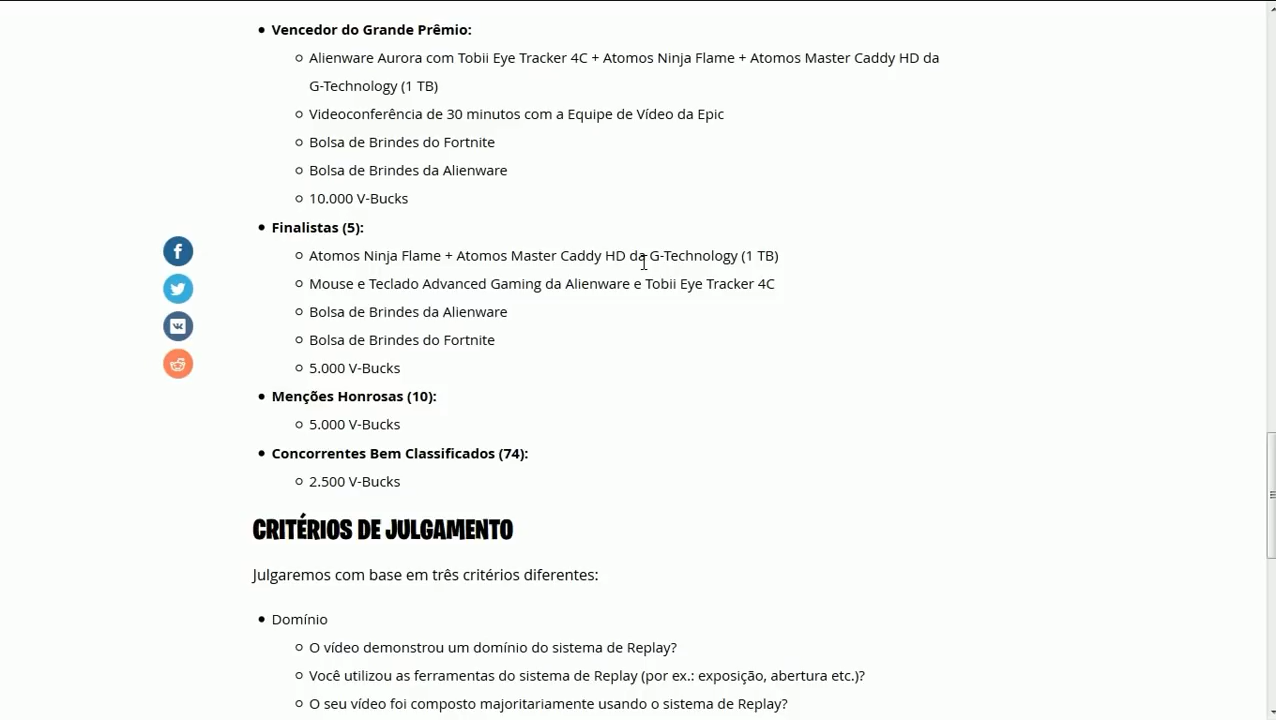 Vencedor do Grande Prêmio:
Alienware Aurora com Tobii Eye Tracker 4C + Atomos Ninja Flame + Atomos Master Caddy HD da
G-Technology (1 TB)
Videoconferência de 30 minutos com a Equipe de Vídeo da Epic
Bolsa de Brindes do Fortnite
Bolsa de Brindes da Alienware
10.000 V-Bucks
Finalistas (5):
Atomos Ninja Flame + Atomos Master Caddy HD da G-Technology (1 TB)
Mouse e Teclado Advanced Gaming da Alienware e Tobii Eye Tracker 4C
Bolsa de Brindes da Alienware
Bolsa de Brindes do Fortnite
5.000 V-Bucks
Menções Honrosas (10):
5.000 V-Bucks
Concorrentes Bem Classificados (74):
2.500 V-Bucks
CRITÉRIOS DE JULGAMENTO
Julgaremos com base em três critérios diferentes:
Domínio
O vídeo demonstrou um domínio do sistema de Replay?
Você utilizou as ferramentas do sistema de Replay (por ex.: exposição, abertura etc.)?
O seu vídeo foi composto majoritariamente usando o sistema de Replay?